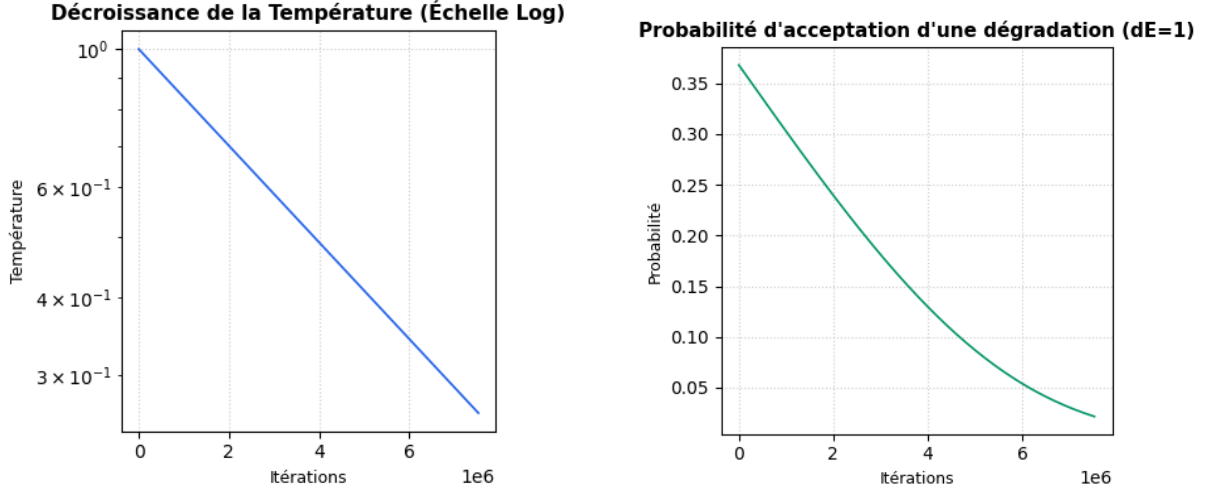 Décroissance de la Température (Échelle Log)
10⁰
6 × 10⁻¹
4 × 10⁻¹
3 × 10⁻¹
Température
0 2 4 6
1e6
Itérations
Probabilité d'acceptation d'une dégradation (dE=1)
0.35
0.30
0.25
0.20
0.15
0.10
0.05
Probabilité
0 2 4 6
1e6
Itérations